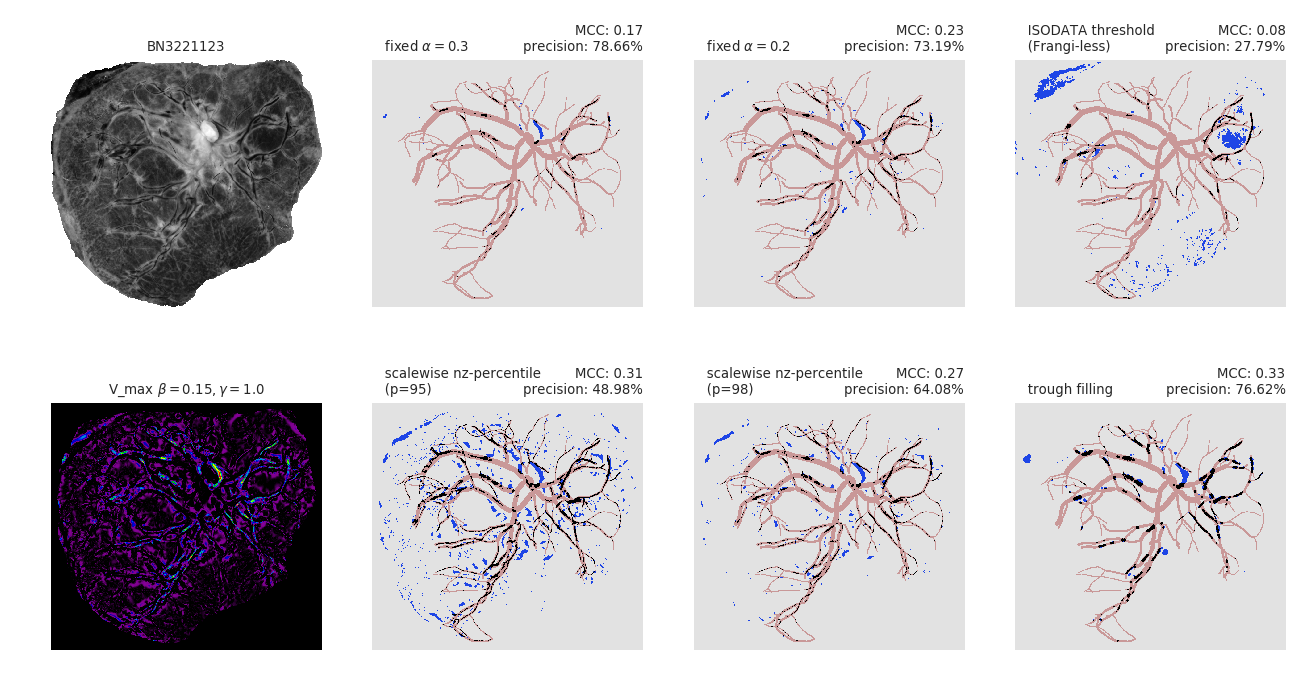 BN3221123
fixed α = 0.3
MCC: 0.17
precision: 78.66%
fixed α = 0.2
MCC: 0.23
precision: 73.19%
ISODATA threshold
(Frangi-less)
MCC: 0.08
precision: 27.79%
V_max β = 0.15, γ = 1.0
scalewise nz-percentile
(p=95)
MCC: 0.31
precision: 48.98%
scalewise nz-percentile
(p=98)
MCC: 0.27
precision: 64.08%
trough filling
MCC: 0.33
precision: 76.62%